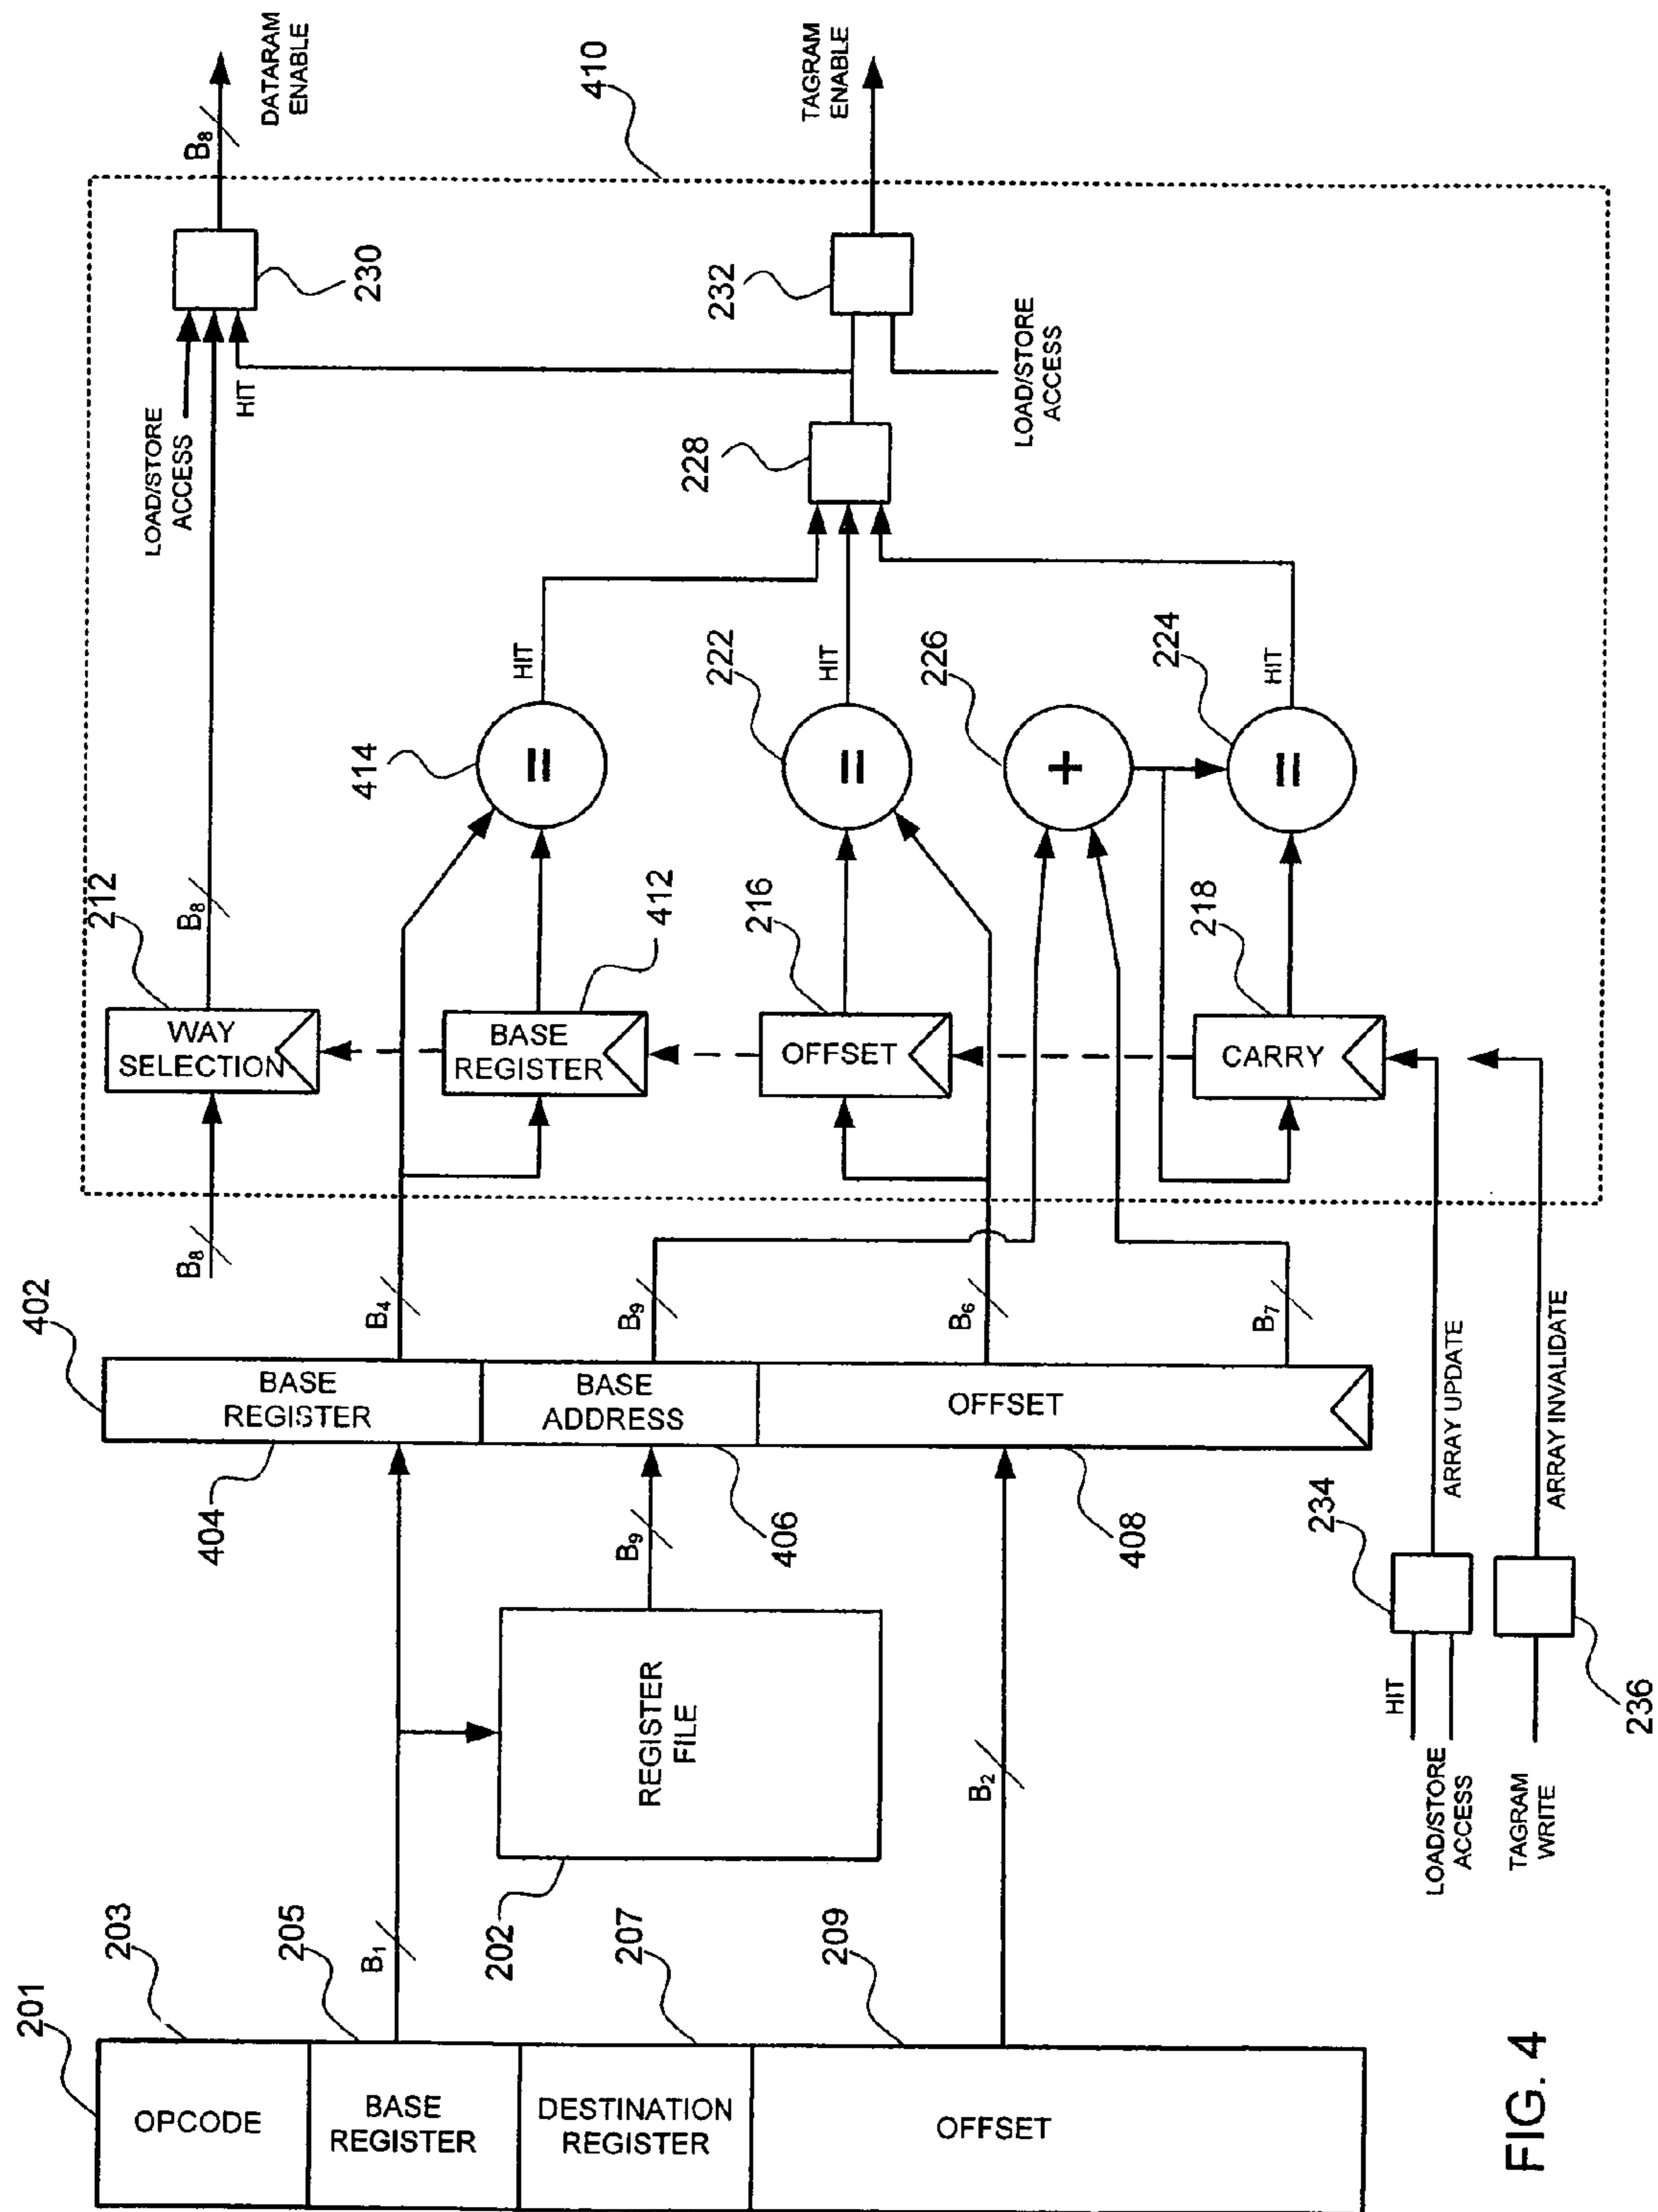 201
203
OPCODE
205
BASE
REGISTER
207
DESTINATION
REGISTER
209
OFFSET
B1
202
REGISTER
FILE
B9
B2
402
404
BASE
REGISTER
406
BASE
ADDRESS
408
OFFSET
B8
B4
B9
B6
B7
HIT
LOAD/STORE
ACCESS
234
ARRAY UPDATE
TAGRAM
WRITE
236
ARRAY INVALIDATE
212
WAY
SELECTION
B8
412
BASE
REGISTER
216
OFFSET
218
CARRY
414
=
HIT
222
=
HIT
226
+
224
=
HIT
228
LOAD/STORE
ACCESS
HIT
230
232
LOAD/STORE
ACCESS
410
B8
DATARAM
ENABLE
TAGRAM
ENABLE
FIG. 4